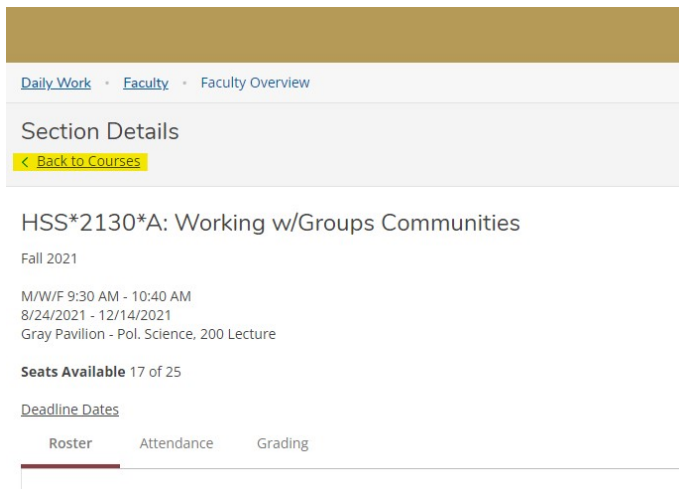 Daily Work · Faculty · Faculty Overview
Section Details
< Back to Courses
HSS*2130*A: Working w/Groups Communities
Fall 2021
M/W/F 9:30 AM - 10:40 AM
8/24/2021 - 12/14/2021
Gray Pavilion - Pol. Science, 200 Lecture
Seats Available 17 of 25
Deadline Dates
Roster Attendance Grading